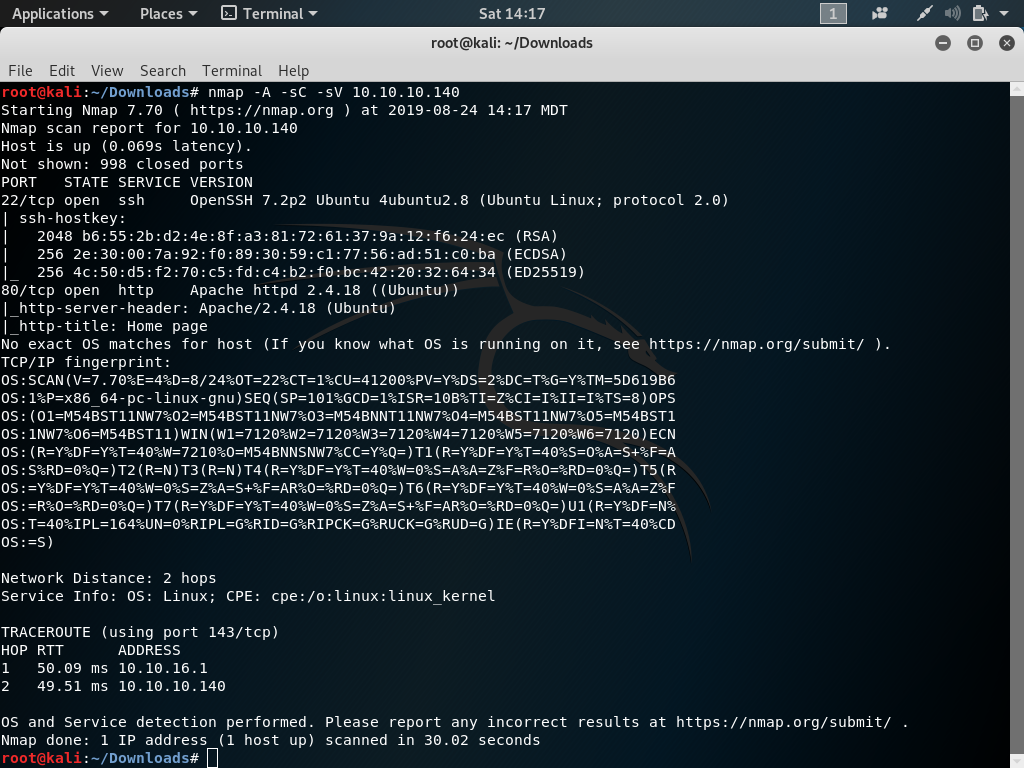 Applications Places Terminal Sat 14:17 1
root@kali: ~/Downloads
File Edit View Search Terminal Help
root@kali:~/Downloads# nmap -A -sC -sV 10.10.10.140
Starting Nmap 7.70 ( https://nmap.org ) at 2019-08-24 14:17 MDT
Nmap scan report for 10.10.10.140
Host is up (0.069s latency).
Not shown: 998 closed ports
PORT   STATE SERVICE VERSION
22/tcp open  ssh     OpenSSH 7.2p2 Ubuntu 4ubuntu2.8 (Ubuntu Linux; protocol 2.0)
| ssh-hostkey:
|   2048 b6:55:2b:d2:4e:8f:a3:81:72:61:37:9a:12:f6:24:ec (RSA)
|   256 2e:30:00:7a:92:f0:89:30:59:c1:77:56:ad:51:c0:ba (ECDSA)
|_  256 4c:50:d5:f2:70:c5:fd:c4:b2:f0:bc:42:20:32:64:34 (ED25519)
80/tcp open  http    Apache httpd 2.4.18 ((Ubuntu))
|_http-server-header: Apache/2.4.18 (Ubuntu)
|_http-title: Home page
No exact OS matches for host (If you know what OS is running on it, see https://nmap.org/submit/ ).
TCP/IP fingerprint:
OS:SCAN(V=7.70%E=4%D=8/24%OT=22%CT=1%CU=41200%PV=Y%DS=2%DC=T%G=Y%TM=5D619B6
OS:1%P=x86_64-pc-linux-gnu)SEQ(SP=101%GCD=1%ISR=10B%TI=Z%CI=I%II=I%TS=8)OPS
OS:(O1=M54BST11NW7%O2=M54BST11NW7%O3=M54BNNT11NW7%O4=M54BST11NW7%O5=M54BST1
OS:1NW7%O6=M54BST11)WIN(W1=7120%W2=7120%W3=7120%W4=7120%W5=7120%W6=7120)ECN
OS:(R=Y%DF=Y%T=40%W=7210%O=M54BNNSNW7%CC=Y%Q=)T1(R=Y%DF=Y%T=40%S=O%A=S+%F=A
OS:S%RD=0%Q=)T2(R=N)T3(R=N)T4(R=Y%DF=Y%T=40%W=0%S=A%A=Z%F=R%O=%RD=0%Q=)T5(R
OS:=Y%DF=Y%T=40%W=0%S=Z%A=S+%F=AR%O=%RD=0%Q=)T6(R=Y%DF=Y%T=40%W=0%S=A%A=Z%F
OS:=R%O=%RD=0%Q=)T7(R=Y%DF=Y%T=40%W=0%S=Z%A=S+%F=AR%O=%RD=0%Q=)U1(R=Y%DF=N%
OS:T=40%IPL=164%UN=0%RIPL=G%RID=G%RIPCK=G%RUCK=G%RUD=G)IE(R=Y%DFI=N%T=40%CD
OS:=S)
Network Distance: 2 hops
Service Info: OS: Linux; CPE: cpe:/o:linux:linux_kernel
TRACEROUTE (using port 143/tcp)
HOP RTT      ADDRESS
1   50.09 ms 10.10.16.1
2   49.51 ms 10.10.10.140
OS and Service detection performed. Please report any incorrect results at https://nmap.org/submit/ .
Nmap done: 1 IP address (1 host up) scanned in 30.02 seconds
root@kali:~/Downloads#